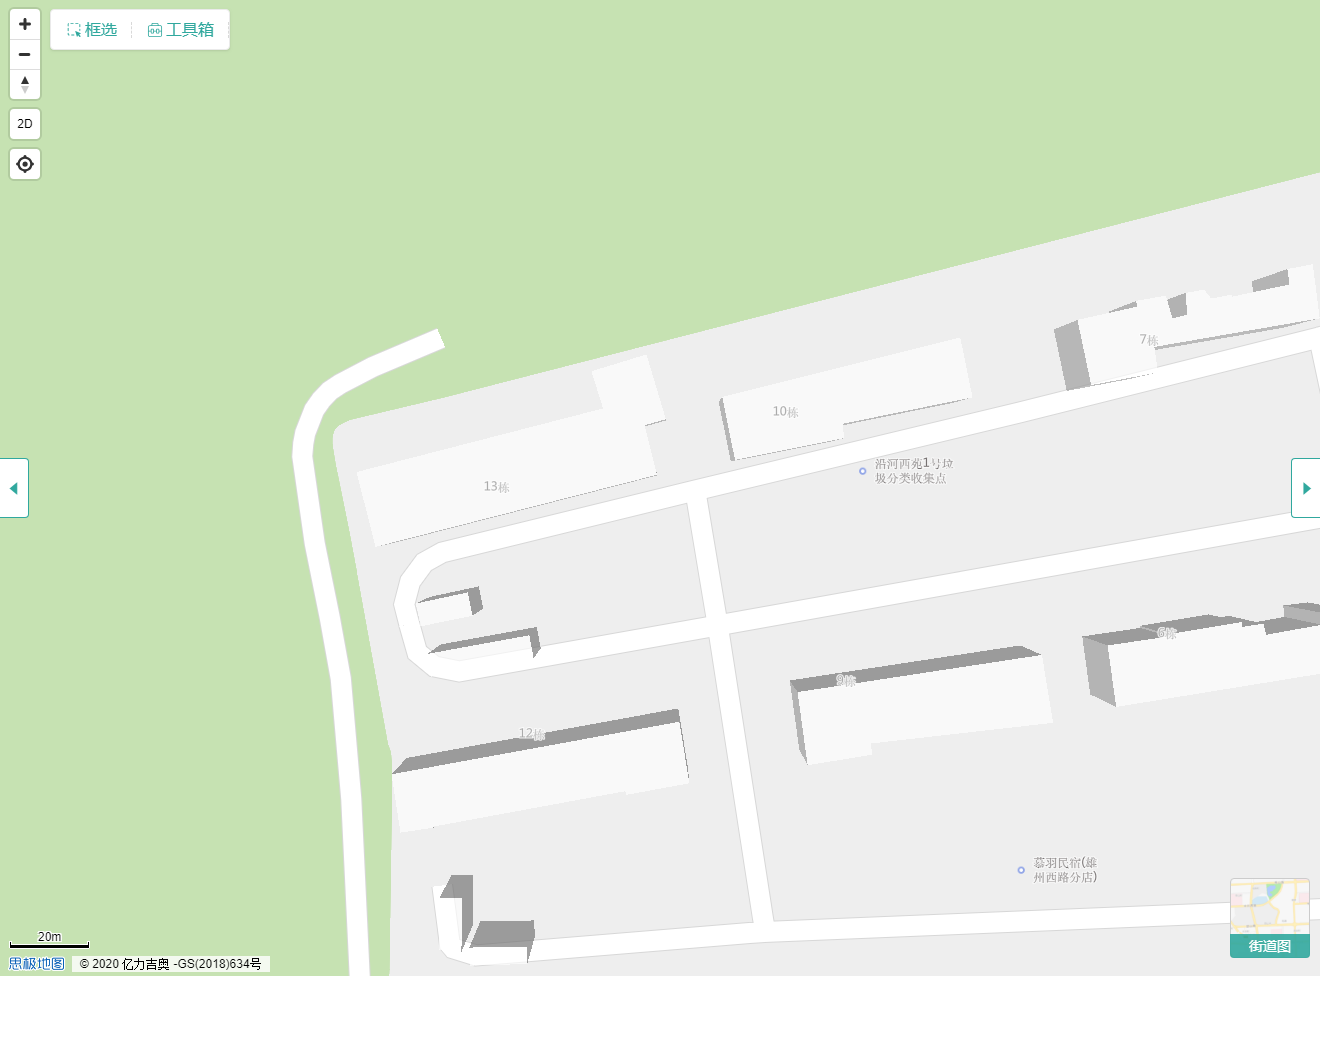 框选
工具箱
2D
7栋
10栋
沿河西苑1号垃
圾分类收集点
13栋
6栋
9栋
12栋
慕羽民宿(雄
州西路分店)
20m
街道图
思极地图
© 2020 亿力吉奥 -GS(2018)634号